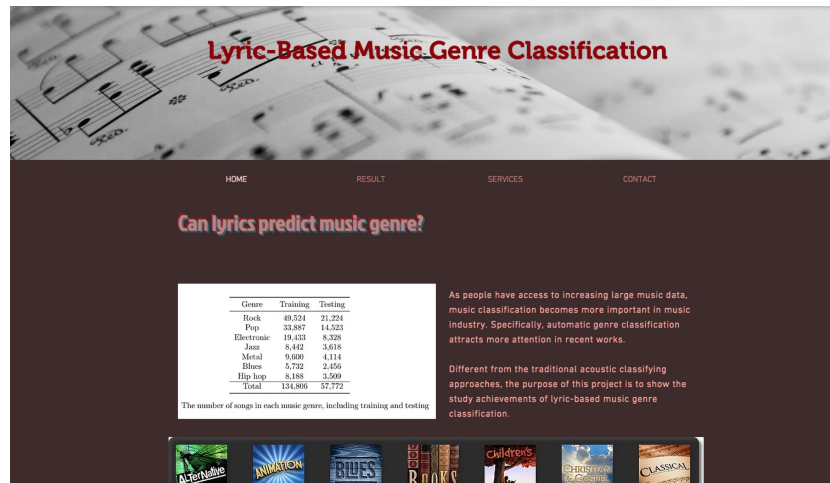 Lyric-Based Music Genre Classification
HOME RESULT SERVICES CONTACT
Can lyrics predict music genre?
Genre Training Testing
Rock 49,524 21,224
Pop 33,887 14,523
Electronic 19,433 8,328
Jazz 8,442 3,618
Metal 9,600 4,114
Blues 5,732 2,456
Hip hop 8,188 3,509
Total 134,806 57,772
The number of songs in each music genre, including training and testing
As people have access to increasing large music data,
music classification becomes more important in music
industry. Specifically, automatic genre classification
attracts more attention in recent works.
Different from the traditional acoustic classifying
approaches, the purpose of this project is to show the
study achievements of lyric-based music genre
classification.
ALTerNative ANIMATION BLUES BOOKS Children's CHRISTIAN & GOSPEL CLASSICAL